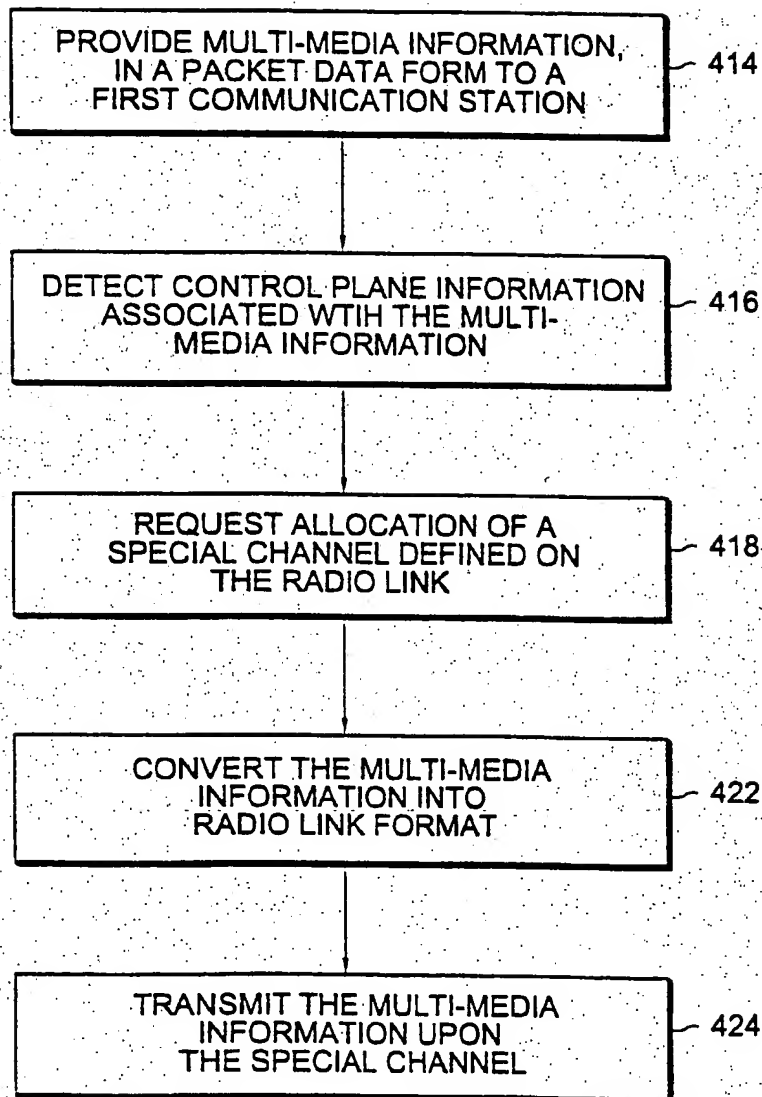 PROVIDE MULTI-MEDIA INFORMATION,
IN A PACKET DATA FORM TO A
FIRST COMMUNICATION STATION
414
DETECT CONTROL PLANE INFORMATION
ASSOCIATED WTIH THE MULTI-
MEDIA INFORMATION
416
REQUEST ALLOCATION OF A
SPECIAL CHANNEL DEFINED ON
THE RADIO LINK
418
CONVERT THE MULTI-MEDIA
INFORMATION INTO
RADIO LINK FORMAT
422
TRANSMIT THE MULTI-MEDIA
INFORMATION UPON
THE SPECIAL CHANNEL
424